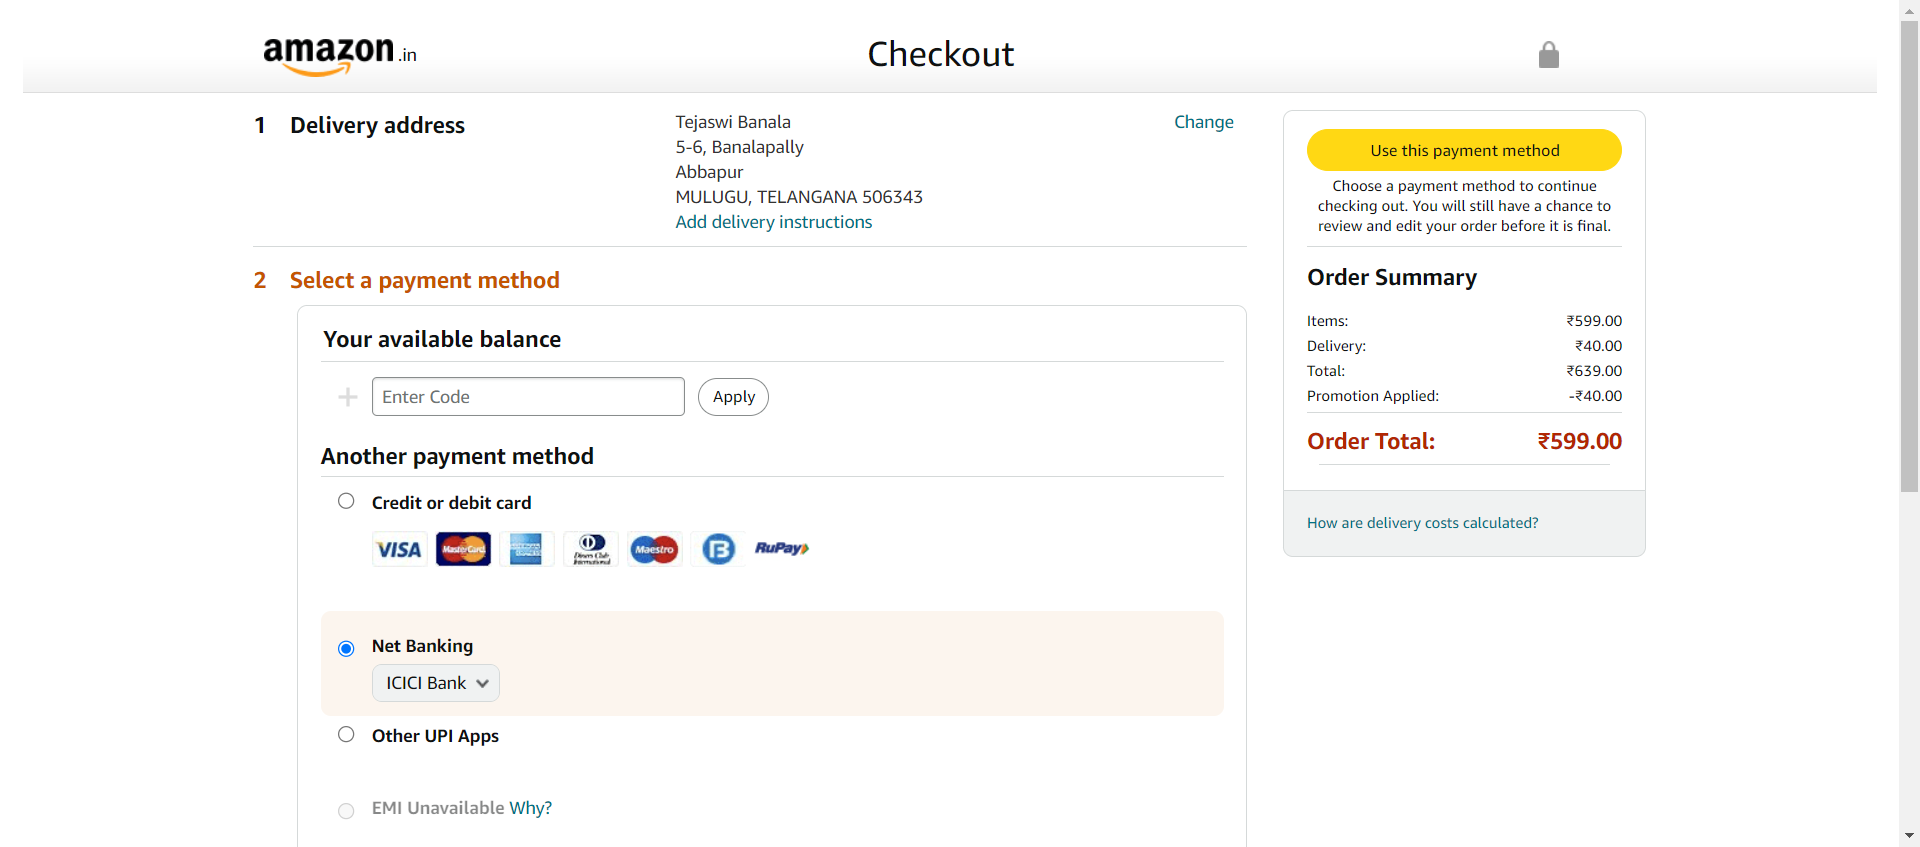 amazon.in
Checkout
1 Delivery address
Tejaswi Banala
5-6, Banalapally
Abbapur
MULUGU, TELANGANA 506343
Add delivery instructions
Change
2 Select a payment method
Your available balance
Enter Code
Apply
Another payment method
Credit or debit card
VISA MasterCard Diners Club International Maestro B RuPay
Net Banking
ICICI Bank
Other UPI Apps
EMI Unavailable Why?
Use this payment method
Choose a payment method to continue
checking out. You will still have a chance to
review and edit your order before it is final.
Order Summary
Items: ₹599.00
Delivery: ₹40.00
Total: ₹639.00
Promotion Applied: -₹40.00
Order Total: ₹599.00
How are delivery costs calculated?